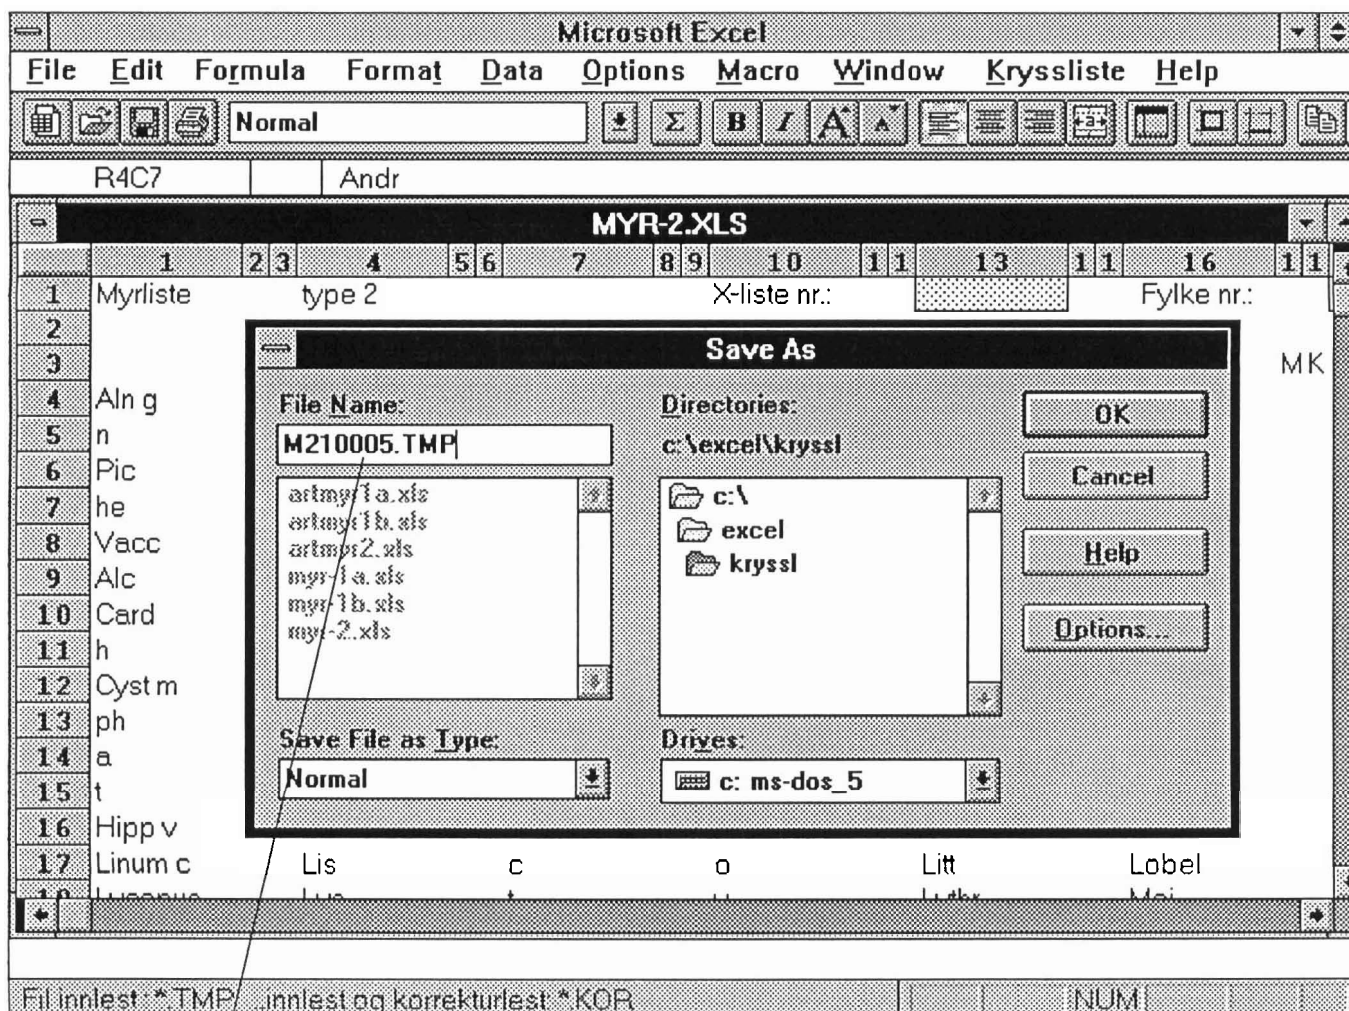 Microsoft Excel
File Edit Formula Format Data Options Macro Window Kryssliste Help
Normal Σ B I A A a
R4C7 Andr
MYR-2.XLS
1 2 3 4 5 6 7 8 9 10 1 1 13 1 1 16 1 1
1 Myrliste type 2 X-liste nr.: Fylke nr.:
2
3 MK
4 Aln g
5 n
6 Pic
7 he
8 Vacc
9 Alc
10 Card
11 h
12 Cyst m
13 ph
14 a
15 t
16 Hipp v
17 Linum c Lis c o Litt Lobel
18
Save As
File Name:
M210005.TMP
artmyr1a.xls
artmyr1b.xls
artmyr2.xls
myr-1a.xls
myr-1b.xls
myr-2.xls
Save File as Type:
Normal
Directories:
c:\excel\kryssl
c:\
excel
kryssl
Drives:
c: ms-dos_5
OK
Cancel
Help
Options...
Fil innlest: *.TMP ...innlest og korrekturlest: *.KOR NUM